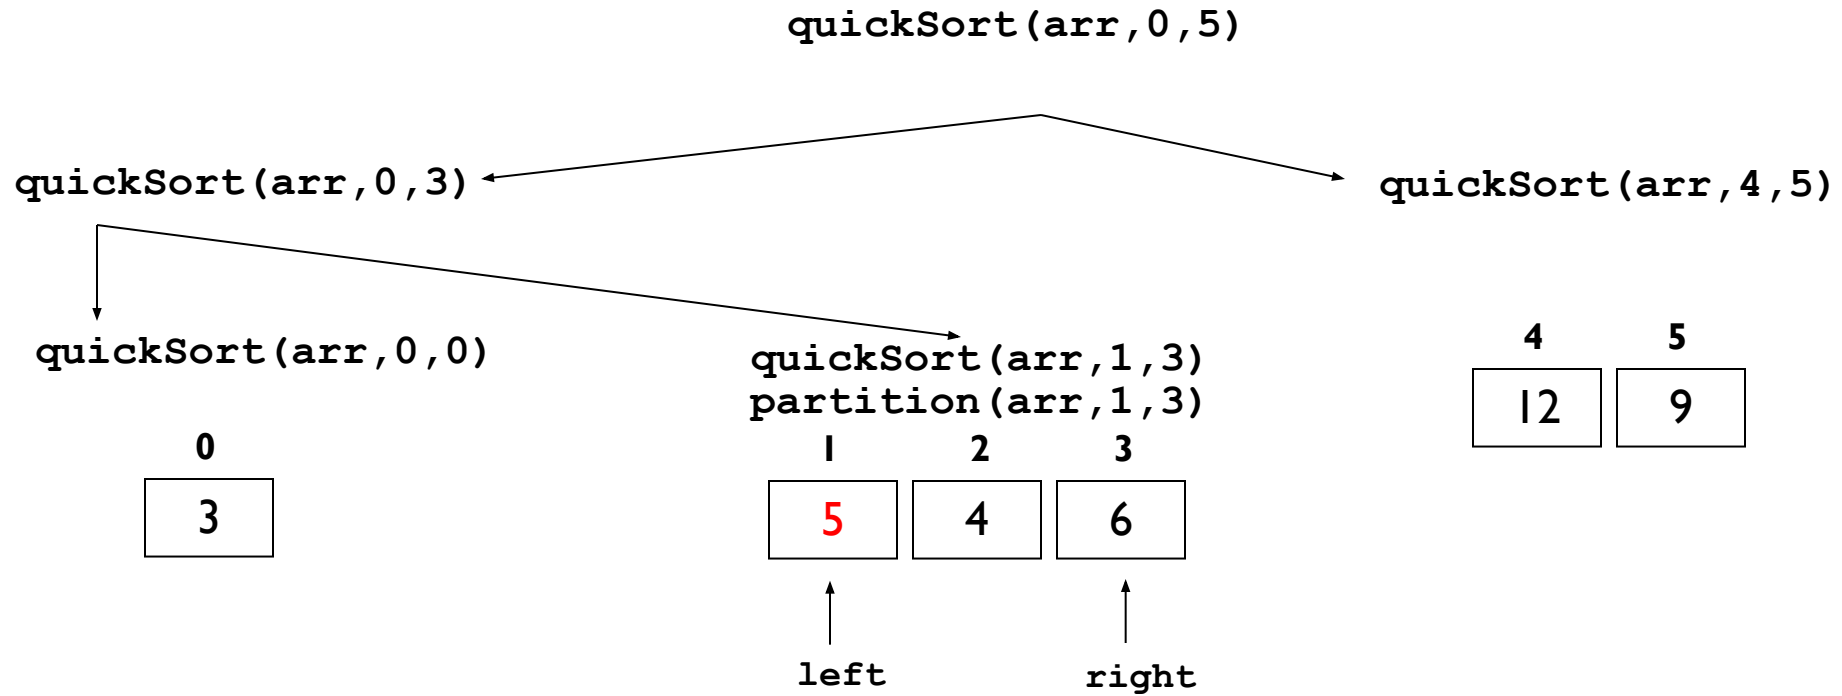 quickSort(arr,0,5)
quickSort(arr,0,3)
quickSort(arr,4,5)
quickSort(arr,0,0)
quickSort(arr,1,3)
partition(arr,1,3)
4 5
12 9
0
3
1 2 3
5 4 6
left right